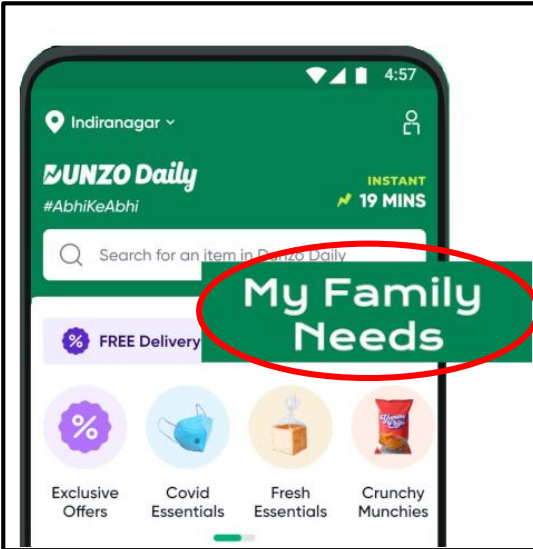 4:57
Indiranagar
DUNZO Daily
#AbhiKeAbhi
INSTANT
19 MINS
Search for an item in Dunzo Daily
My Family
Needs
% FREE Delivery
%
Exclusive
Offers
Covid
Essentials
Fresh
Essentials
Crunchy
Munchies